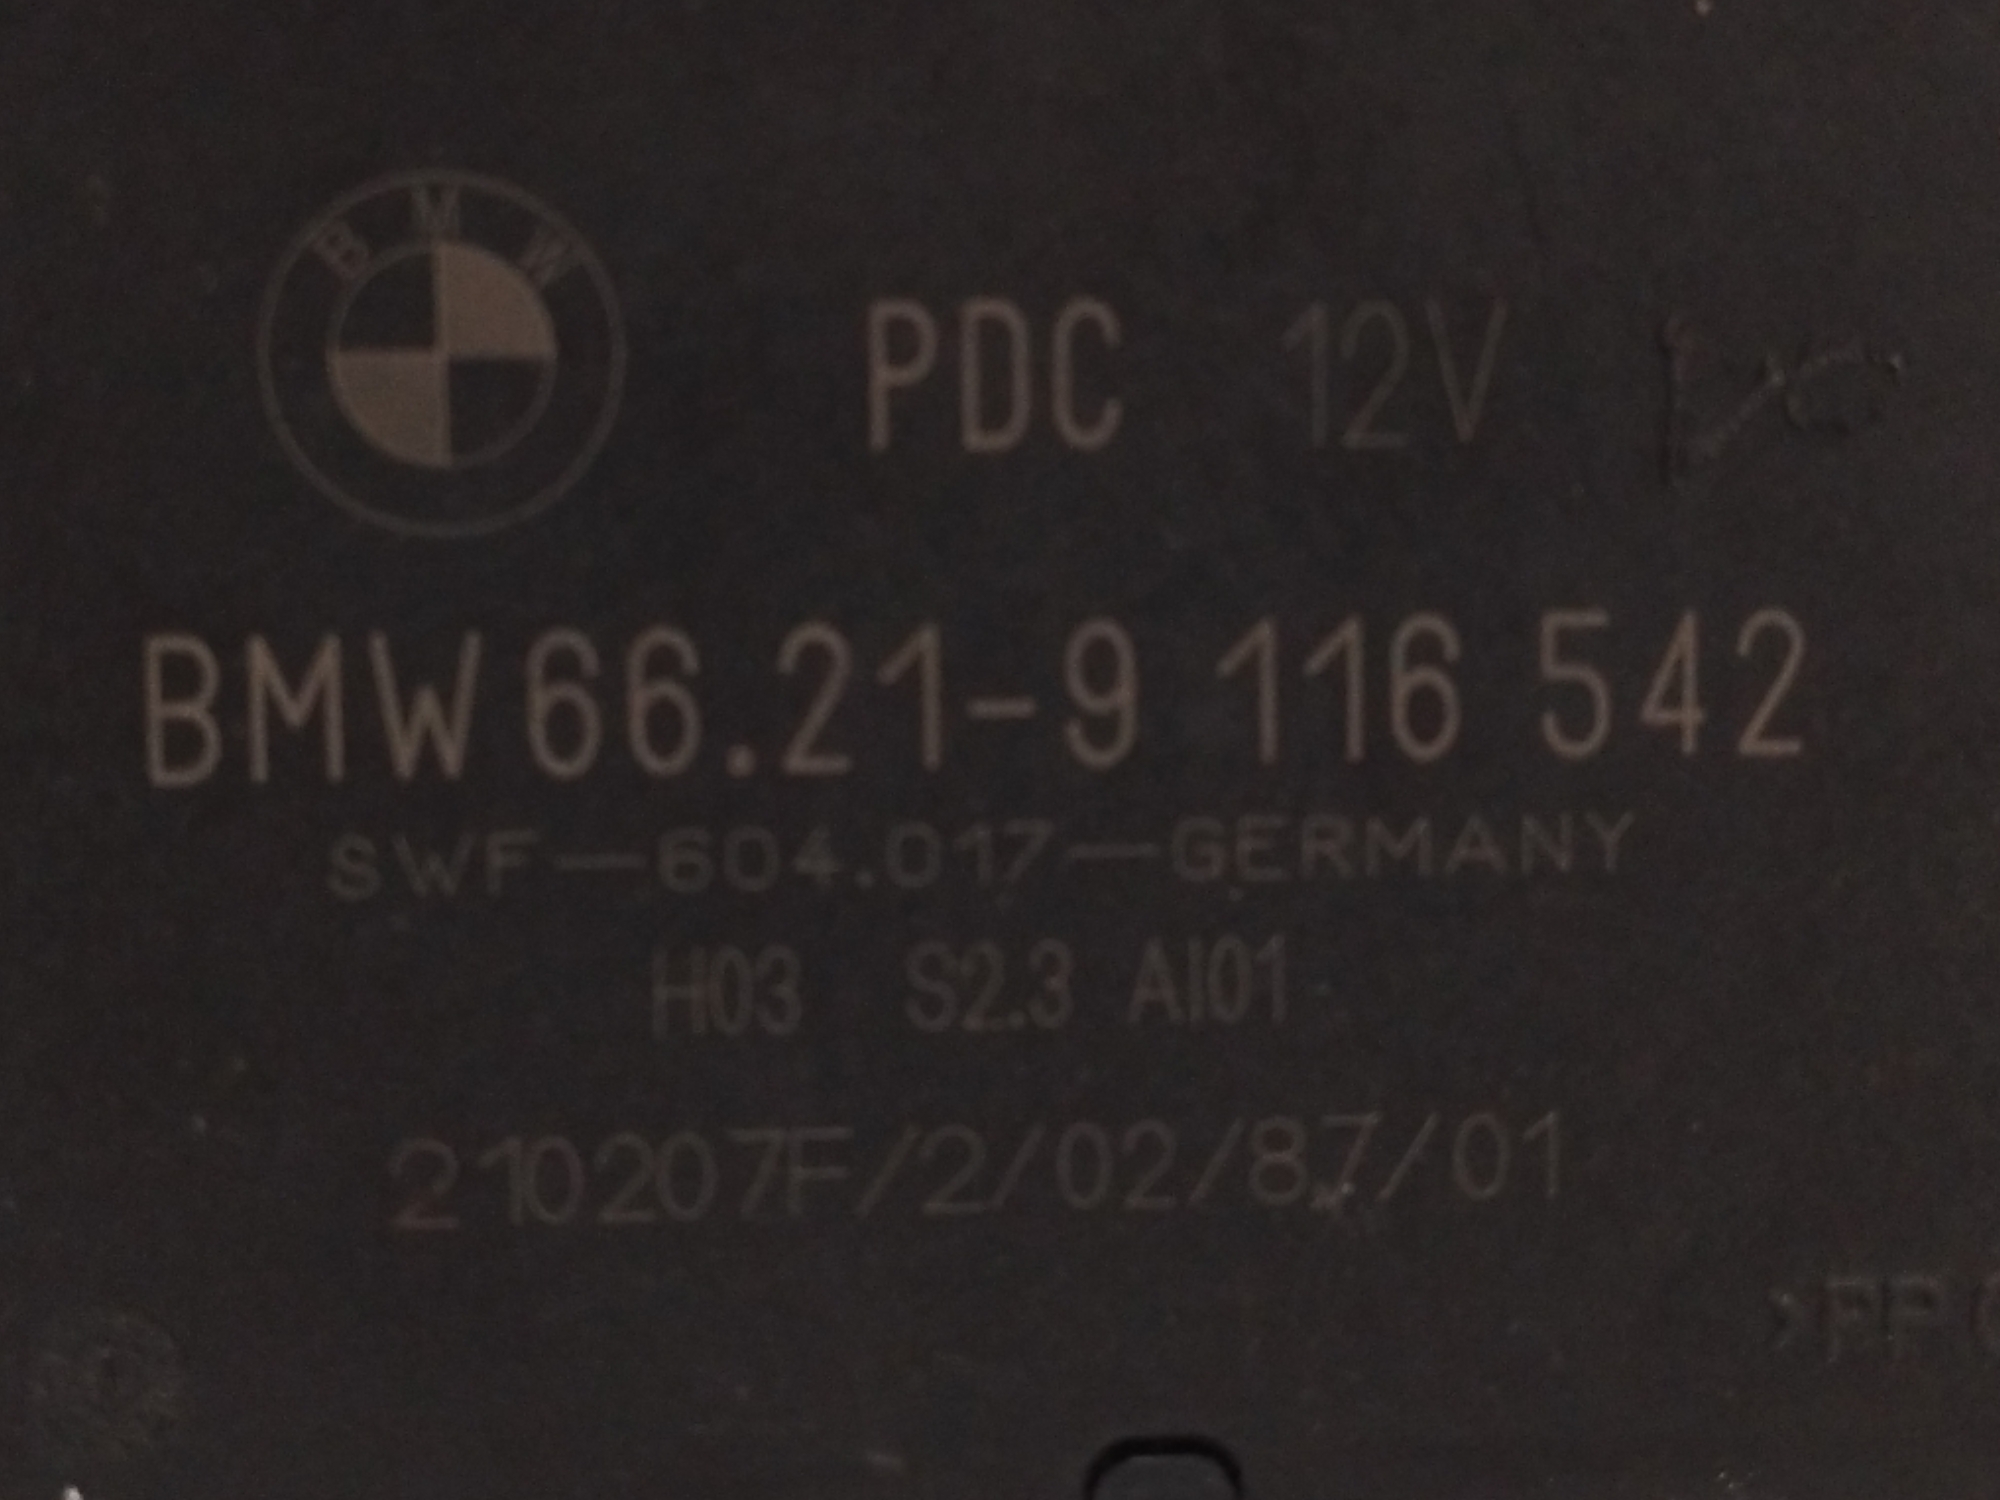 BMW
PDC 12V
BMW 66.21-9 116 542
SWF-604.017-GERMANY
H03 S2.3 AI01
210207F/2/02/87/01